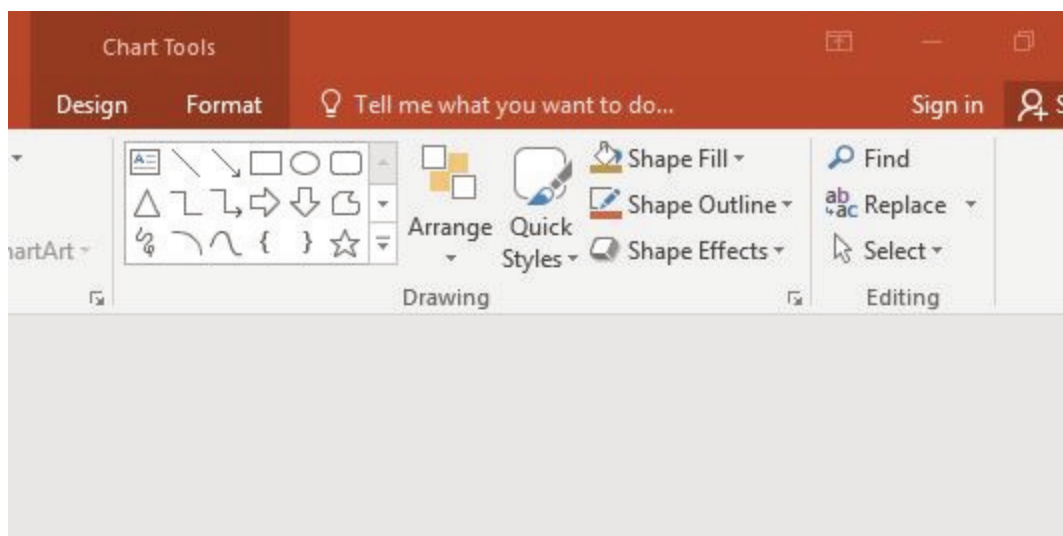 Chart Tools
Design Format Tell me what you want to do... Sign in
Shape Fill
Find
Shape Outline
Replace
Arrange
Quick
Styles
Shape Effects
Select
Drawing
Editing